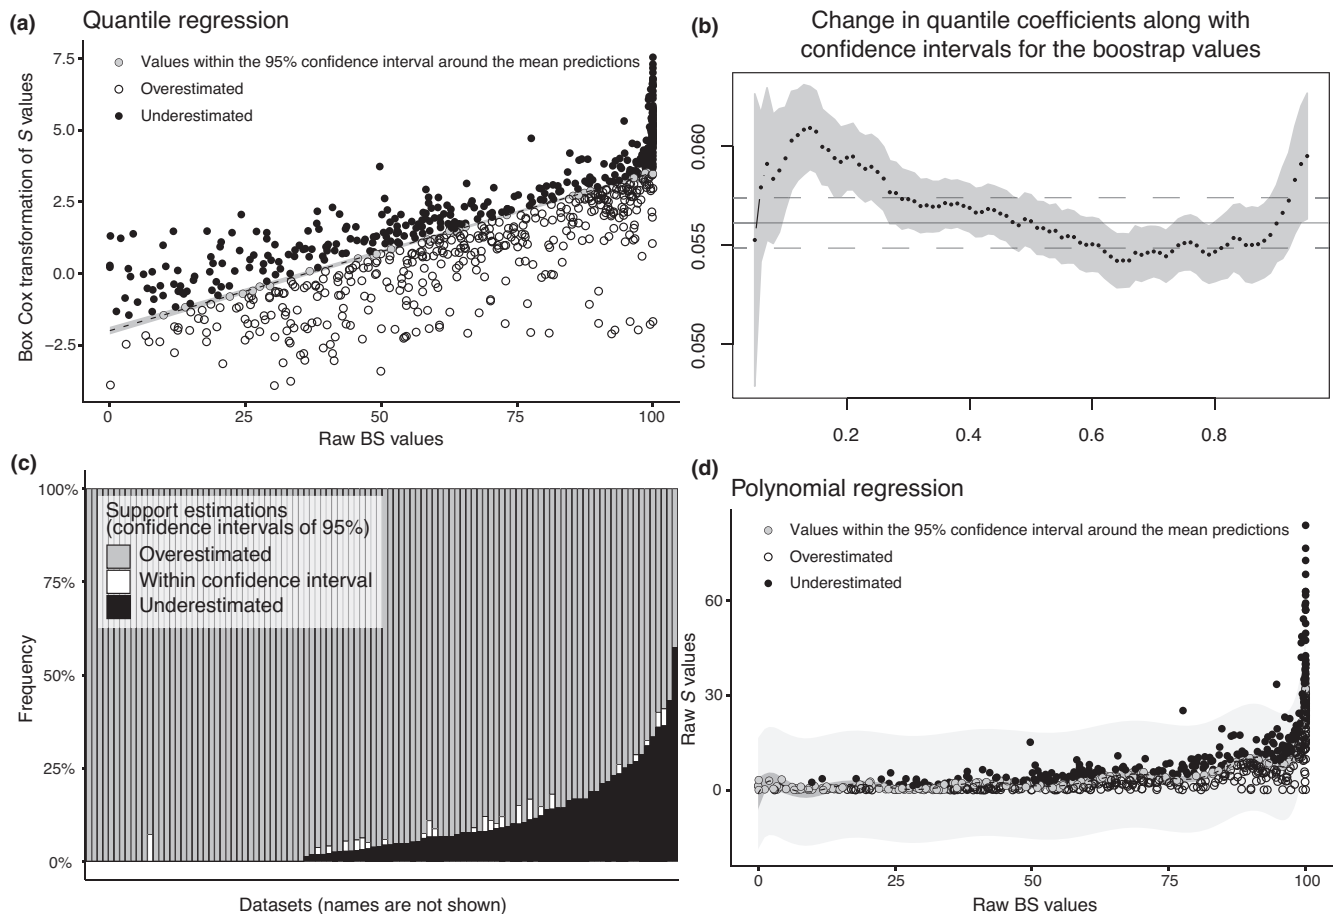 (a) Quantile regression
Values within the 95% confidence interval around the mean predictions
Overestimated
Underestimated
Box Cox transformation of S values
7.5
5.0
2.5
0.0
−2.5
0
25
50
75
100
Raw BS values
(b)
Change in quantile coefficients along with
confidence intervals for the boostrap values
0.060
0.055
0.050
0.2
0.4
0.6
0.8
(c)
Support estimations
(confidence intervals of 95%)
Overestimated
Within confidence interval
Underestimated
Frequency
100%
75%
50%
25%
0%
Datasets (names are not shown)
(d)
Polynomial regression
Values within the 95% confidence interval around the mean predictions
Overestimated
Underestimated
Raw S values
60
30
0
0
25
50
75
100
Raw BS values